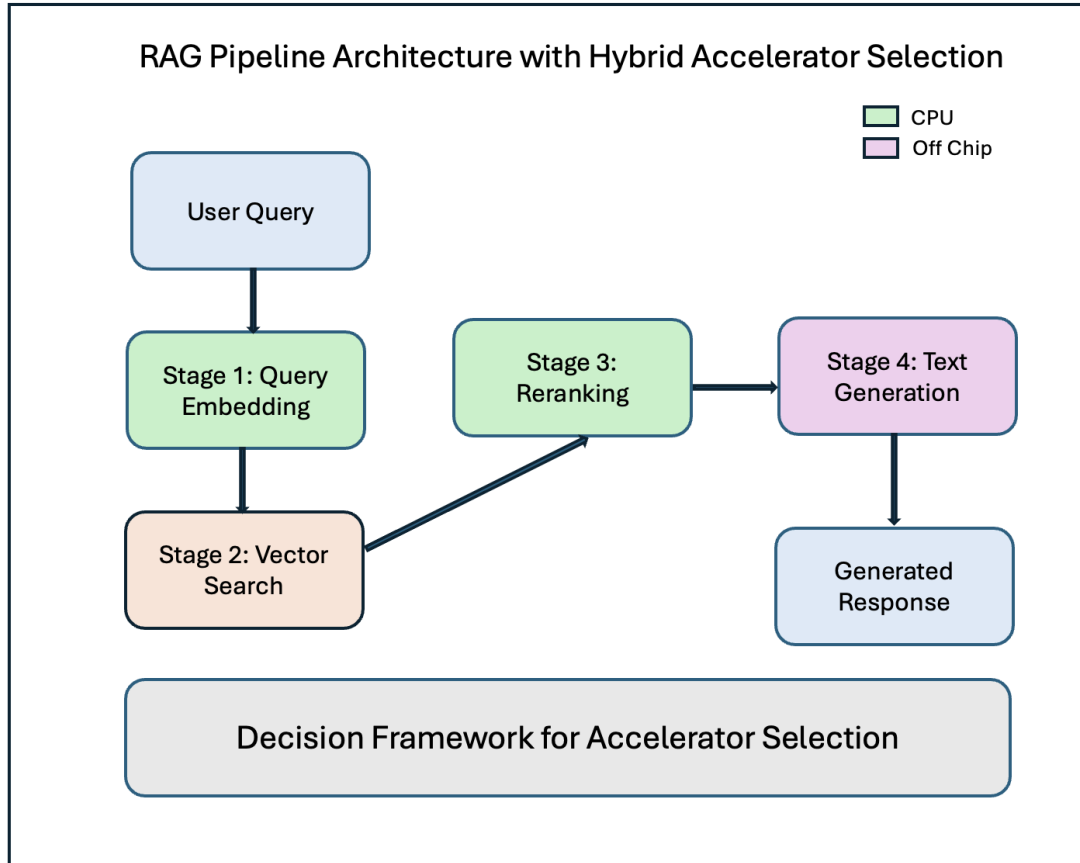 RAG Pipeline Architecture with Hybrid Accelerator Selection
CPU
Off Chip
User Query
Stage 1: Query
Embedding
Stage 2: Vector
Search
Stage 3:
Reranking
Stage 4: Text
Generation
Generated
Response
Decision Framework for Accelerator Selection